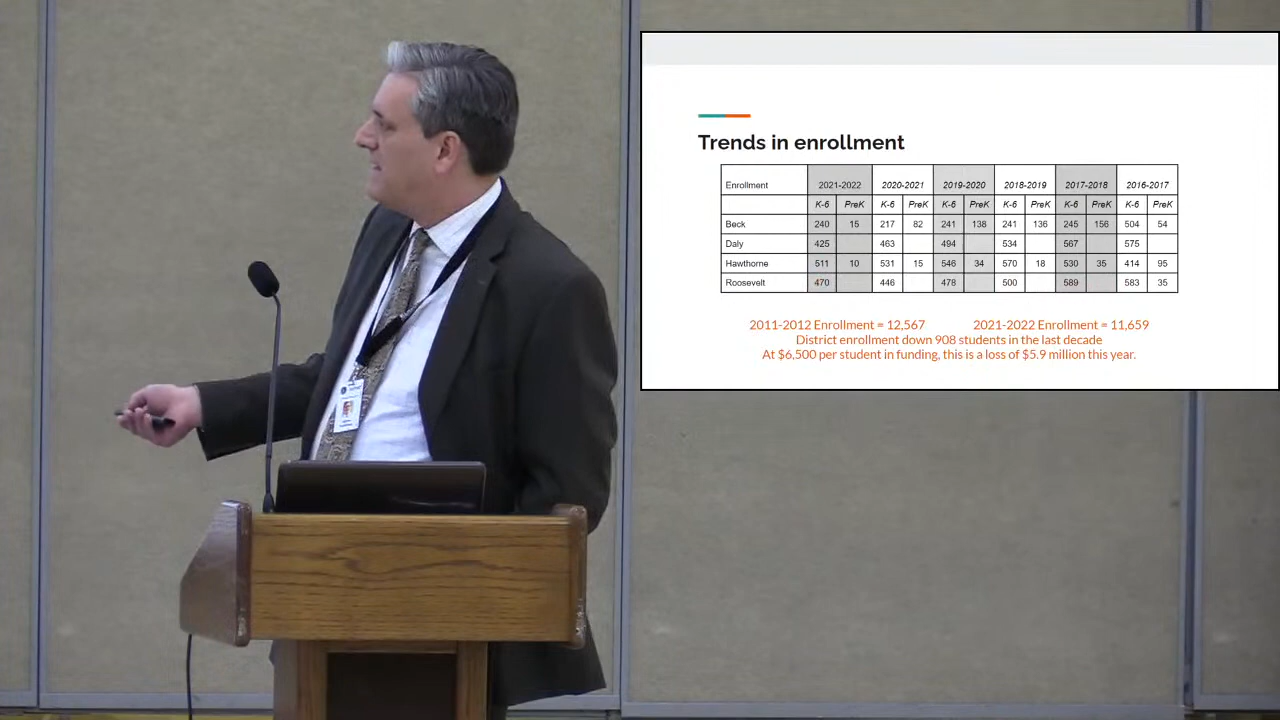 Trends in enrollment
Enrollment 2021-2022 2020-2021 2019-2020 2018-2019 2017-2018 2016-2017
K-6 PreK K-6 PreK K-6 PreK K-6 PreK K-6 PreK K-6 PreK
Beck 240 15 217 82 241 138 241 136 245 156 504 54
Daly 425 463 494 534 567 575
Hawthorne 511 10 531 15 546 34 570 18 530 35 414 95
Roosevelt 470 446 478 500 589 583 35
2011-2012 Enrollment = 12,567 2021-2022 Enrollment = 11,659
District enrollment down 908 students in the last decade
At $6,500 per student in funding, this is a loss of $5.9 million this year.